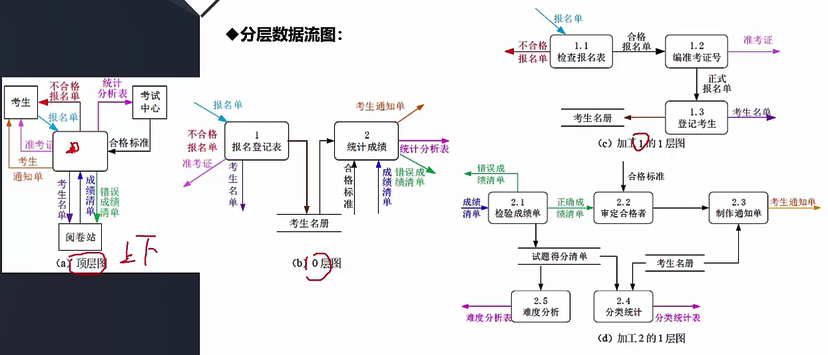 ◆分层数据流图：
考生
不合格
报名单
报名单
统计
分析表
考试
中心
准考证
合格标准
考生
通知单
考生名单
成绩清单
错误成绩清单
阅卷站
（a）顶层图
上下
报名单
不合格
报名单
准考证
1
报名登记表
考生名单
2
统计成绩
考生通知单
统计分析表
合格标准
成绩清单
错误成
绩清单
考生名册
（b）0层图
报名单
不合格
报名单
1.1
检查报名表
合格
报名单
1.2
编准考证号
准考证
正式
报名单
考生名册
1.3
登记考生
考生名单
（c）加工1的1层图
错误成
绩清单
合格标准
成绩
清单
2.1
检验成绩单
正确成
绩清单
2.2
审定合格者
2.3
制作通知单
考生通知单
试题得分清单
考生名册
难度分析表
2.5
难度分析
2.4
分类统计
分类统计表
（d）加工2的1层图